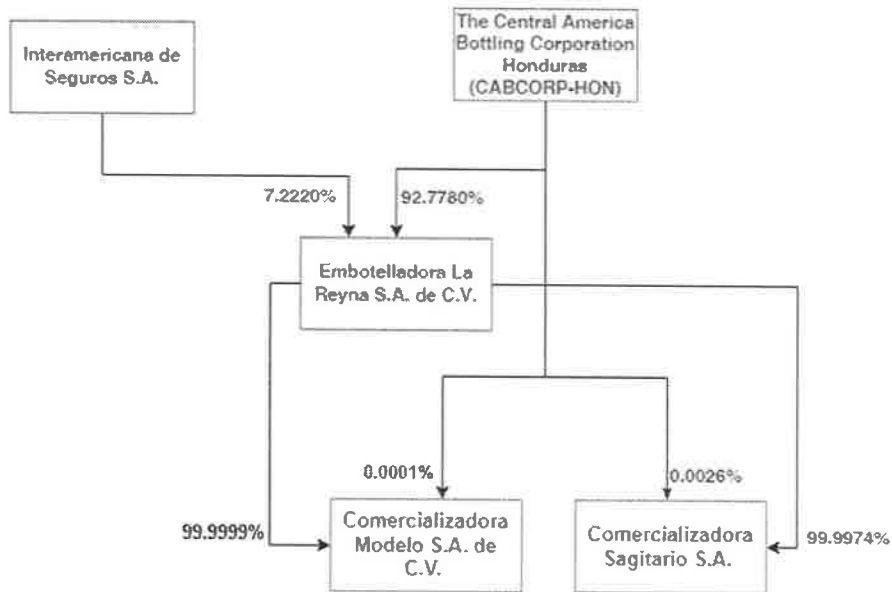 The Central America
Bottling Corporation
Honduras
(CABCORP-HON)
Interamericana de
Seguros S.A.
7.2220%
92.7780%
Embotelladora La
Reyna S.A. de C.V.
0.0001%
0.0026%
99.9999%
Comercializadora
Modelo S.A. de
C.V.
Comercializadora
Sagitario S.A.
99.9974%